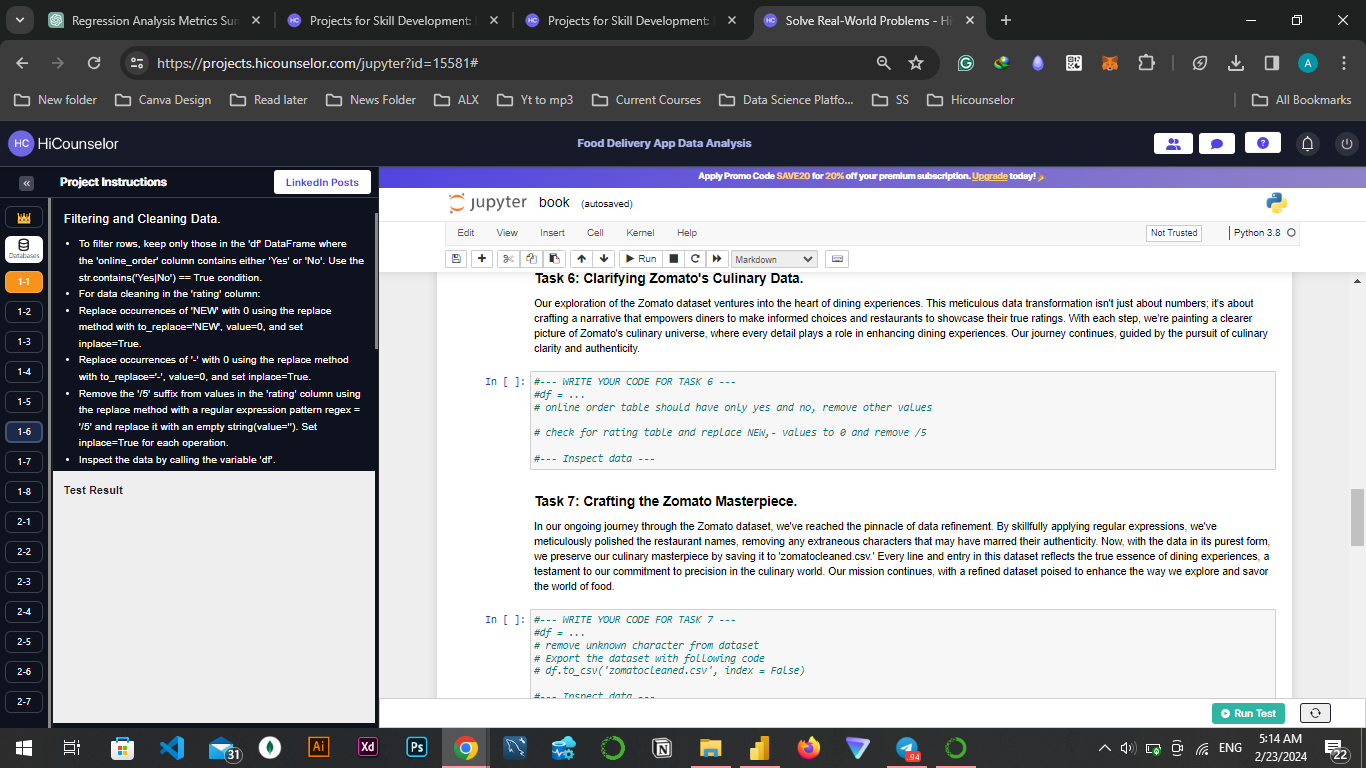 Regression Analysis Metrics Sum
Projects for Skill Development:
Projects for Skill Development:
Solve Real-World Problems - Hi
https://projects.hicounselor.com/jupyter?id=15581#
A
New folder
Canva Design
Read later
News Folder
ALX
Yt to mp3
Current Courses
Data Science Platfo...
SS
Hicounselor
All Bookmarks
HC HiCounselor
Food Delivery App Data Analysis
«
Project Instructions
LinkedIn Posts
Apply Promo Code SAVE20 for 20% off your premium subscription. Upgrade today!
Databases
1-1
1-2
1-3
1-4
1-5
1-6
1-7
1-8
2-1
2-2
2-3
2-4
2-5
2-6
2-7
Filtering and Cleaning Data.
• To filter rows, keep only those in the 'df' DataFrame where
the 'online_order' column contains either 'Yes' or 'No'. Use the
str.contains('Yes|No') == True condition.
• For data cleaning in the 'rating' column:
• Replace occurrences of 'NEW' with 0 using the replace
method with to_replace='NEW', value=0, and set
inplace=True.
• Replace occurrences of '-' with 0 using the replace method
with to_replace='-', value=0, and set inplace=True.
• Remove the '/5' suffix from values in the 'rating' column using
the replace method with a regular expression pattern regex =
'/5' and replace it with an empty string(value=''). Set
inplace=True for each operation.
• Inspect the data by calling the variable 'df'.
Test Result
jupyter book (autosaved)
Edit View Insert Cell Kernel Help
Not Trusted
Python 3.8
Run
Markdown
Task 6: Clarifying Zomato's Culinary Data.
Our exploration of the Zomato dataset ventures into the heart of dining experiences. This meticulous data transformation isn't just about numbers; it's about
crafting a narrative that empowers diners to make informed choices and restaurants to showcase their true ratings. With each step, we're painting a clearer
picture of Zomato's culinary universe, where every detail plays a role in enhancing dining experiences. Our journey continues, guided by the pursuit of culinary
clarity and authenticity.
In [ ]: #--- WRITE YOUR CODE FOR TASK 6 ---
#df = ...
# online order table should have only yes and no, remove other values
# check for rating table and replace NEW,- values to 0 and remove /5
#--- Inspect data ---
Task 7: Crafting the Zomato Masterpiece.
In our ongoing journey through the Zomato dataset, we've reached the pinnacle of data refinement. By skillfully applying regular expressions, we've
meticulously polished the restaurant names, removing any extraneous characters that may have marred their authenticity. Now, with the data in its purest form,
we preserve our culinary masterpiece by saving it to 'zomatocleaned.csv.' Every line and entry in this dataset reflects the true essence of dining experiences, a
testament to our commitment to precision in the culinary world. Our mission continues, with a refined dataset poised to enhance the way we explore and savor
the world of food.
In [ ]: #--- WRITE YOUR CODE FOR TASK 7 ---
#df = ...
# remove unknown character from dataset
# Export the dataset with following code
# df.to_csv('zomatocleaned.csv', index = False)
#--- Inspect data ---
Run Test
31
Ai
Xd
Ps
94
ENG
5:14 AM
2/23/2024
22